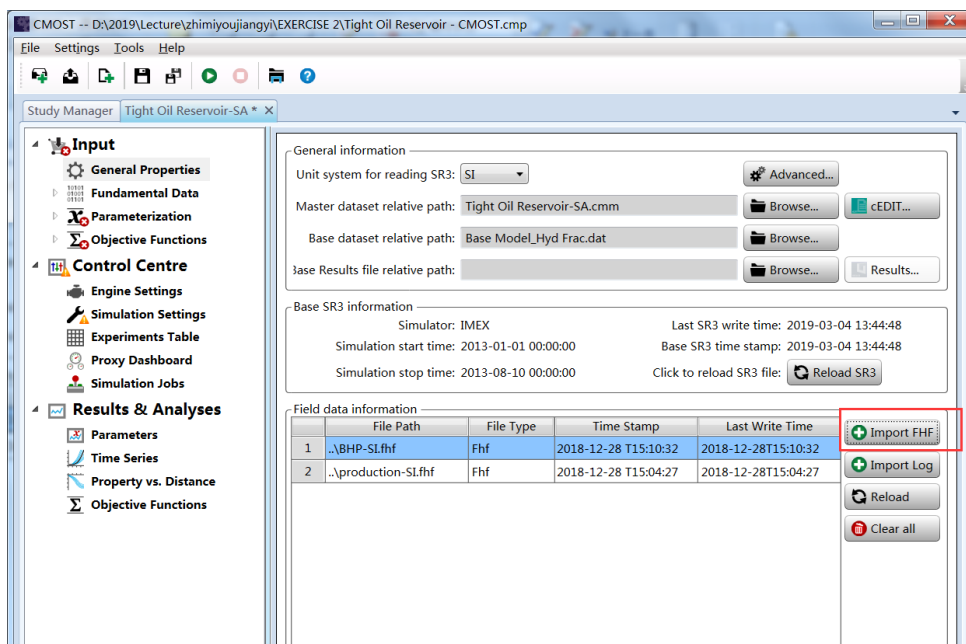 CMOST -- D:\2019\Lecture\zhimiyoujiangyi\EXERCISE 2\Tight Oil Reservoir - CMOST.cmp
File Settings Tools Help
Study Manager Tight Oil Reservoir-SA *
Input
General Properties
Fundamental Data
Parameterization
Objective Functions
Control Centre
Engine Settings
Simulation Settings
Experiments Table
Proxy Dashboard
Simulation Jobs
Results & Analyses
Parameters
Time Series
Property vs. Distance
Objective Functions
General information
Unit system for reading SR3: SI Advanced...
Master dataset relative path: Tight Oil Reservoir-SA.cmm Browse... cEDIT...
Base dataset relative path: Base Model_Hyd Frac.dat Browse...
Base Results file relative path: Browse... Results...
Base SR3 information
Simulator: IMEX Last SR3 write time: 2019-03-04 13:44:48
Simulation start time: 2013-01-01 00:00:00 Base SR3 time stamp: 2019-03-04 13:44:48
Simulation stop time: 2013-08-10 00:00:00 Click to reload SR3 file: Reload SR3
Field data information
File Path File Type Time Stamp Last Write Time
1 ..\BHP-SI.fhf Fhf 2018-12-28 T15:10:32 2018-12-28T15:10:32
2 ..\production-SI.fhf Fhf 2018-12-28 T15:04:27 2018-12-28T15:04:27
Import FHF
Import Log
Reload
Clear all